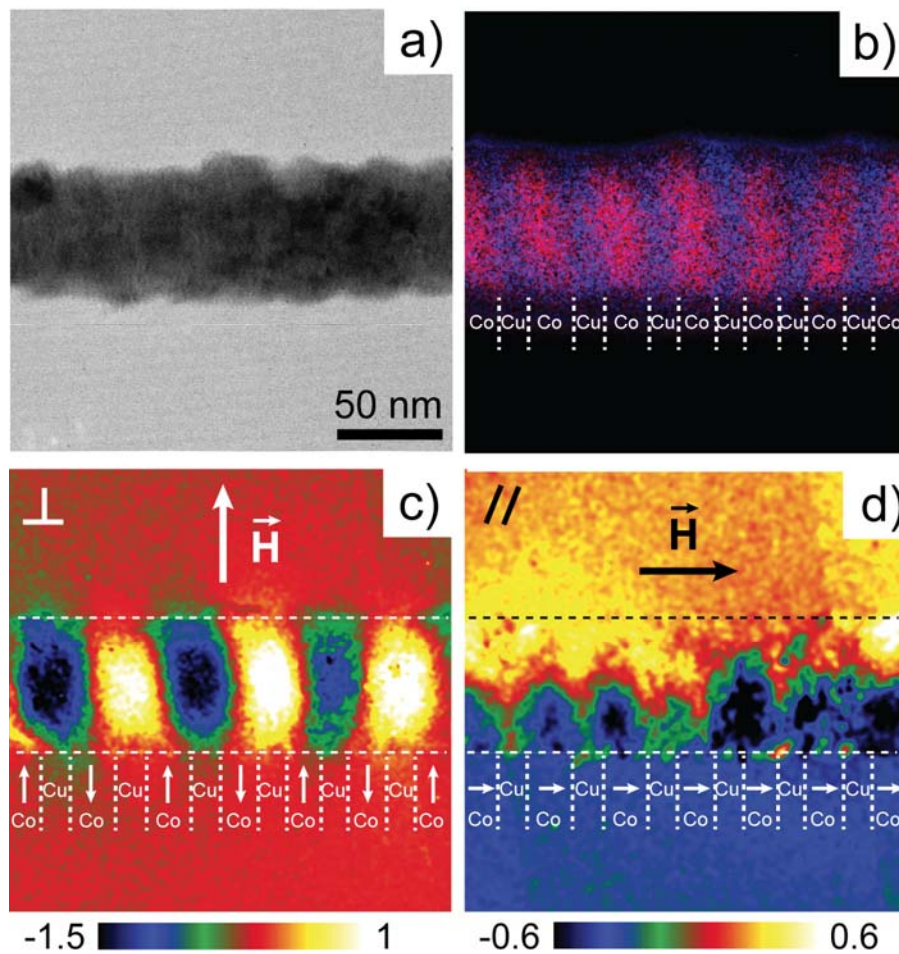 a)
50 nm
b)
Co Cu Co Cu Co Cu Co Cu Co Cu Co Cu Co
⊥
H
c)
Cu Cu Cu Cu Cu Cu
Co Co Co Co Co Co Co
-1.5 1
//
H
d)
Cu Cu Cu Cu Cu Cu
Co Co Co Co Co Co Co
-0.6 0.6